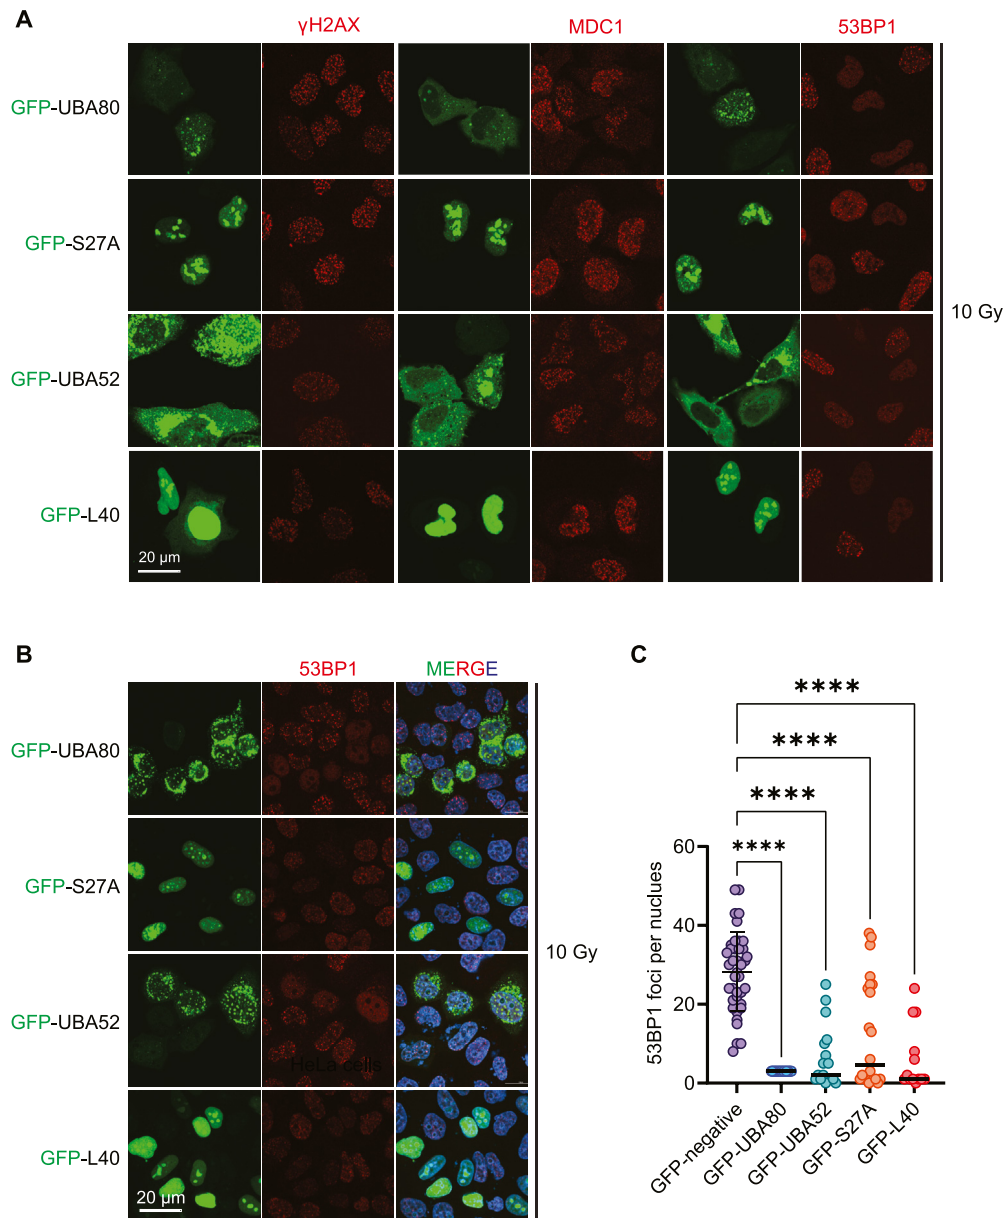 A
γH2AX MDC1 53BP1
GFP-UBA80
GFP-S27A
10 Gy
GFP-UBA52
GFP-L40
20 μm
B
53BP1 MERGE
GFP-UBA80
GFP-S27A
10 Gy
GFP-UBA52
HeLa cells
GFP-L40
20 μm
C
****
****
****
****
60
40
20
0
53BP1 foci per nuclues
GFP-negative
GFP-UBA80
GFP-UBA52
GFP-S27A
GFP-L40